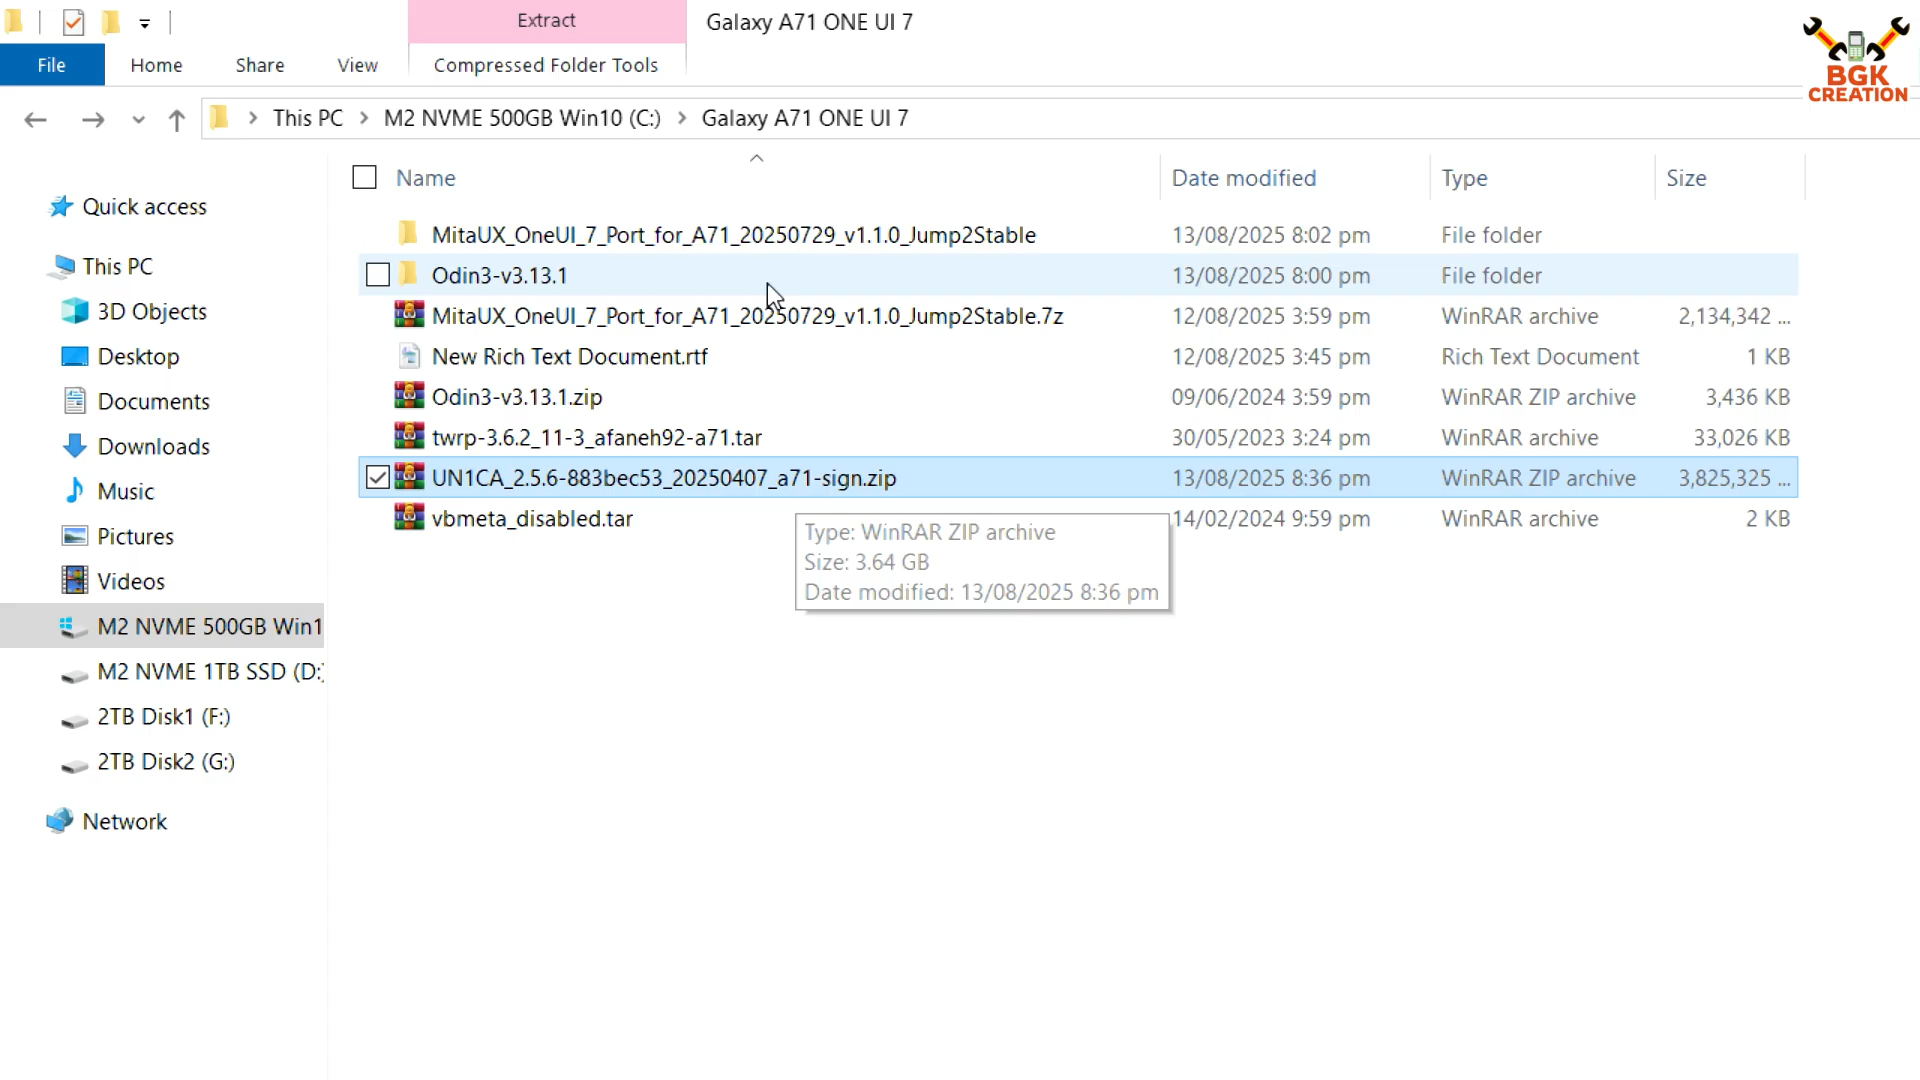 Extract
Galaxy A71 ONE UI 7
File
Home
Share
View
Compressed Folder Tools
BGK
CREATION
This PC
M2 NVME 500GB Win10 (C:)
Galaxy A71 ONE UI 7
Name
Date modified
Type
Size
Quick access
This PC
3D Objects
Desktop
Documents
Downloads
Music
Pictures
Videos
M2 NVME 500GB Win1
M2 NVME 1TB SSD (D:)
2TB Disk1 (F:)
2TB Disk2 (G:)
Network
MitaUX_OneUI_7_Port_for_A71_20250729_v1.1.0_Jump2Stable 13/08/2025 8:02 pm File folder
Odin3-v3.13.1 13/08/2025 8:00 pm File folder
MitaUX_OneUI_7_Port_for_A71_20250729_v1.1.0_Jump2Stable.7z 12/08/2025 3:59 pm WinRAR archive 2,134,342 ...
New Rich Text Document.rtf 12/08/2025 3:45 pm Rich Text Document 1 KB
Odin3-v3.13.1.zip 09/06/2024 3:59 pm WinRAR ZIP archive 3,436 KB
twrp-3.6.2_11-3_afaneh92-a71.tar 30/05/2023 3:24 pm WinRAR archive 33,026 KB
UN1CA_2.5.6-883bec53_20250407_a71-sign.zip 13/08/2025 8:36 pm WinRAR ZIP archive 3,825,325 ...
vbmeta_disabled.tar 14/02/2024 9:59 pm WinRAR archive 2 KB
Type: WinRAR ZIP archive
Size: 3.64 GB
Date modified: 13/08/2025 8:36 pm